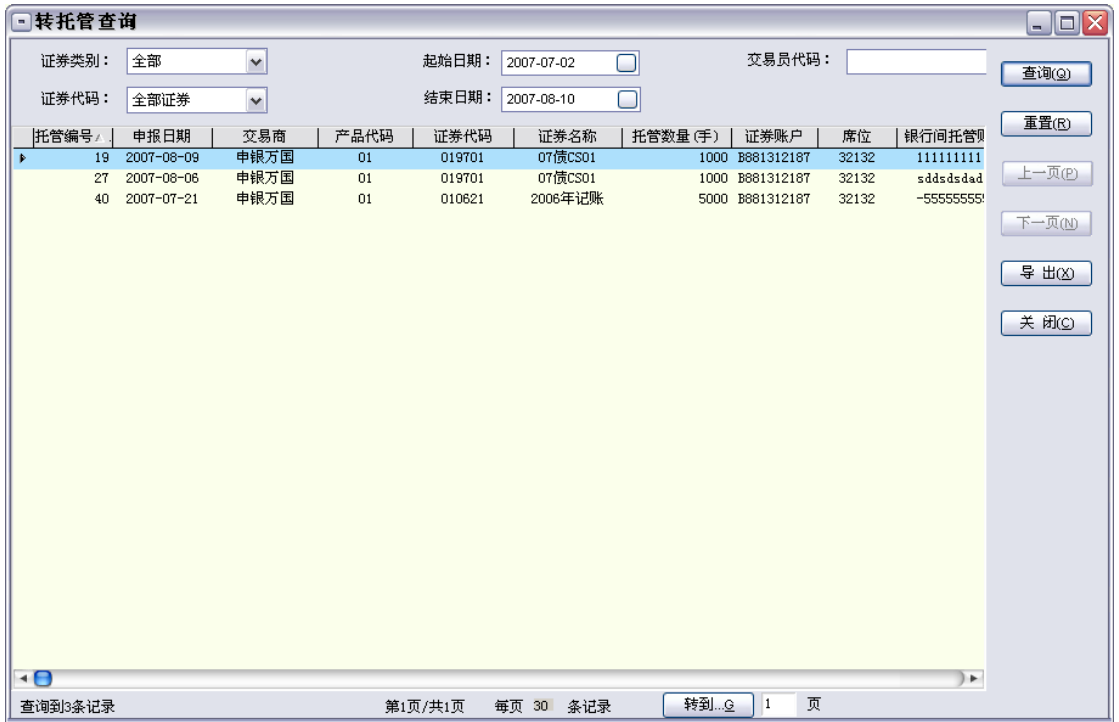 转托管查询
证券类别： 全部 起始日期： 2007-07-02 交易员代码：
查询(Q)
证券代码： 全部证券 结束日期： 2007-08-10
重置(R)
托管编号 申报日期 交易商 产品代码 证券代码 证券名称 托管数量(手) 证券账户 席位 银行间托管账
19 2007-08-09 申银万国 01 019701 07债CS01 1000 B881312187 32132 111111111
27 2007-08-06 申银万国 01 019701 07债CS01 1000 B881312187 32132 sddsdsdad
40 2007-07-21 申银万国 01 010621 2006年记账 5000 B881312187 32132 -555555555
上一页(P)
下一页(N)
导 出(X)
关 闭(C)
查询到3条记录 第1页/共1页 每页 30 条记录 转到...G 1 页